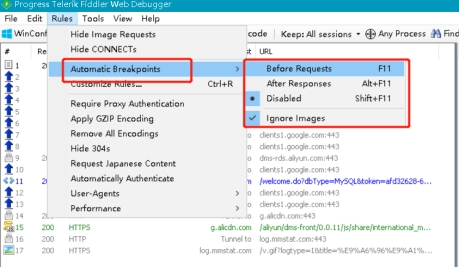 Progress Telerik Fiddler Web Debugger
File Edit Rules Tools View Help
WinConf code Keep: All sessions Any Process Find
Hide Image Requests
Hide CONNECTs
Automatic Breakpoints
Customize Rules... Ctrl+R
Require Proxy Authentication
Apply GZIP Encoding
Remove All Encodings
Hide 304s
Request Japanese Content
Automatically Authenticate
User-Agents
Performance
Before Requests F11
After Responses Alt+F11
Disabled Shift+F11
Ignore Images
# Re URL
1 20
2
3
4
5
6
7 o clients1.google.com:443
8 o clients1.google.com:443
9 20 o dms-rds.aliyun.com:443
10 o clients1.google.com:443
11 m /welcome.do?dbType=MySQL&token=afd32628-6...
12 o clients1.google.com:443
13 o clients1.google.com:443
14 200 Tunnel to g.alicdn.com:443
15 200 HTTPS g.alicdn.com /aliyun/dms-front/0.0.11/js/share/international_m...
16 200 HTTP Tunnel to log.mmstat.com:443
17 200 HTTPS log.mmstat.com /v.gif?logtype=1&title=%E9%A6%96%E9%A1%...